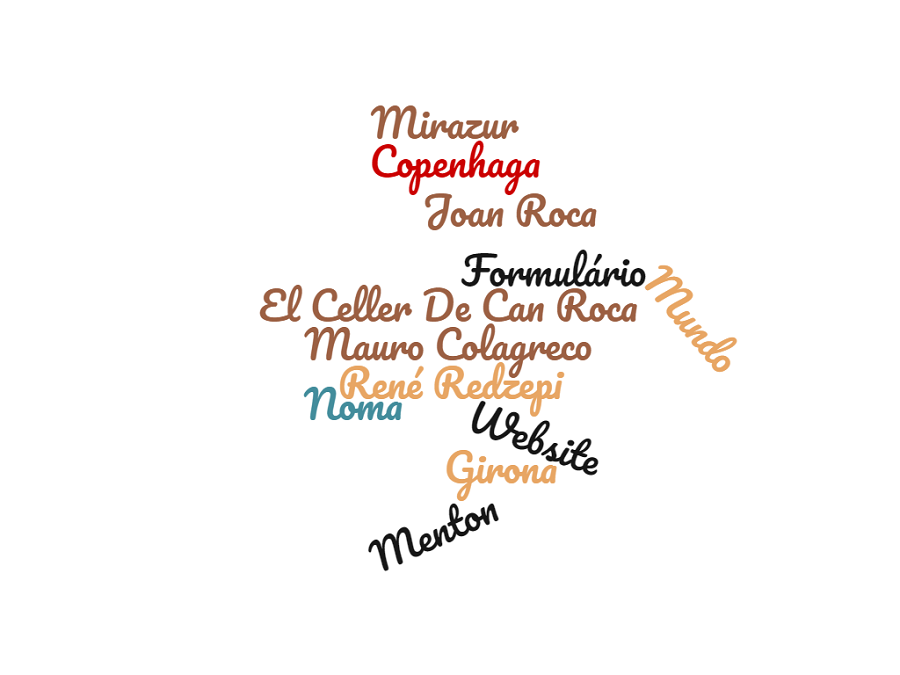 Mirazur
Copenhaga
Joan Roca
Formulário
Mundo
El Celler De Can Roca
Mauro Colagreco
René Redzepi
Noma
Website
Girona
Menton